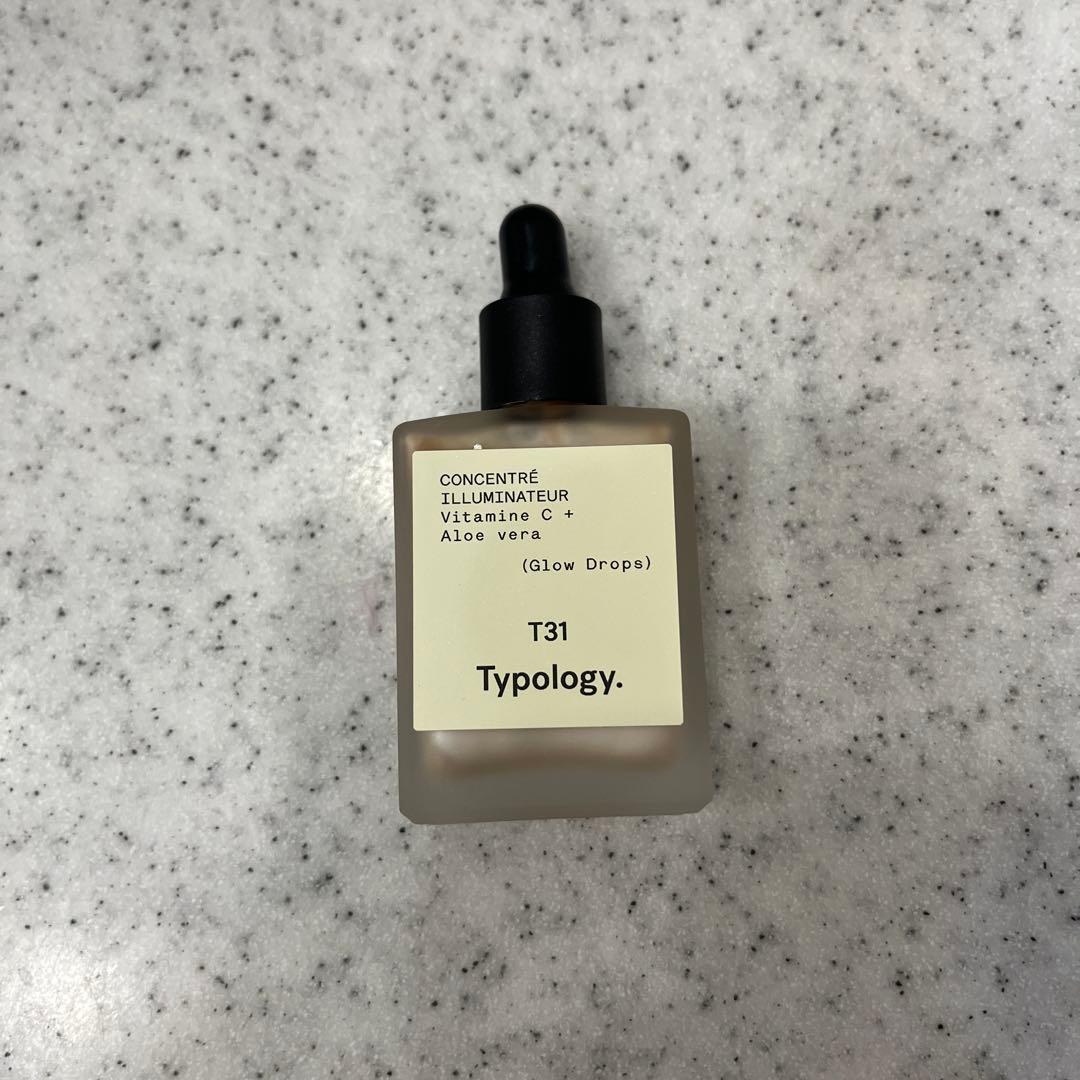 CONCENTRÉ
ILLUMINATEUR
Vitamine C +
Aloe vera
(Glow Drops)
T31
Typology.